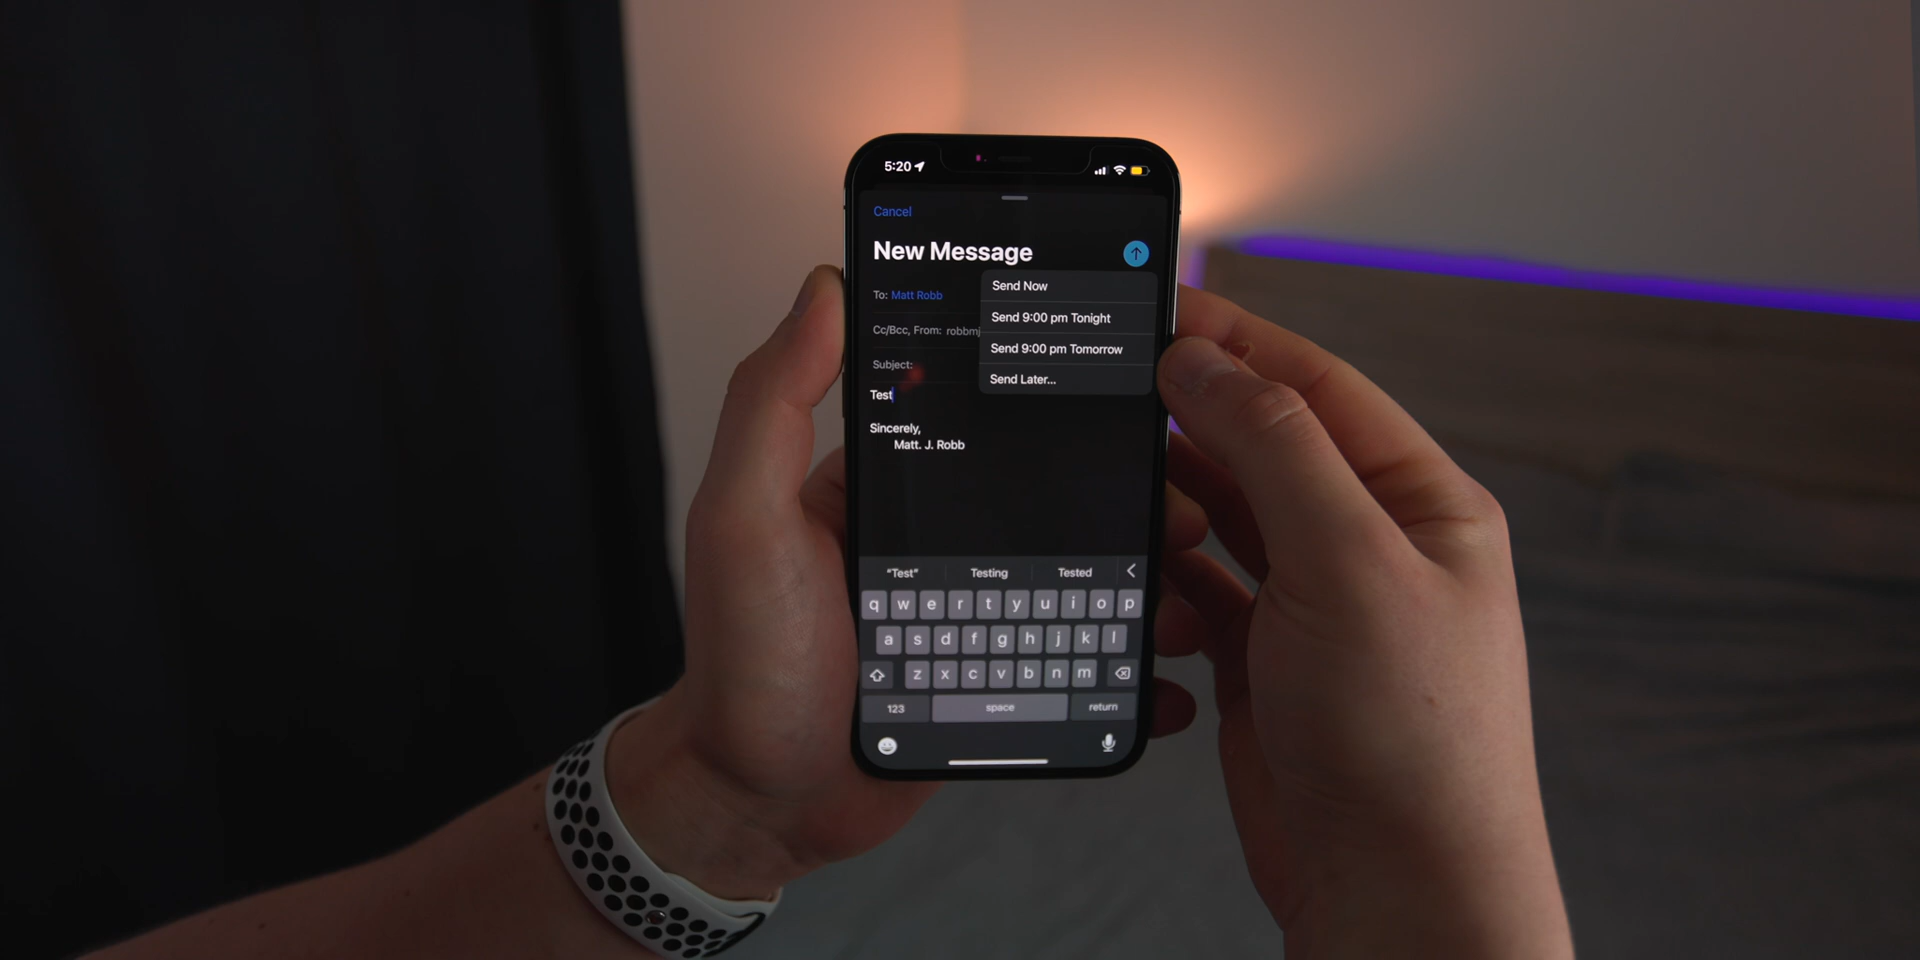 5:20
Cancel
New Message
To: Matt Robb
Cc/Bcc, From: robbmj
Subject:
Send Now
Send 9:00 pm Tonight
Send 9:00 pm Tomorrow
Send Later...
Test
Sincerely,
Matt. J. Robb
“Test” Testing Tested
q w e r t y u i o p
a s d f g h j k l
z x c v b n m
123 space return